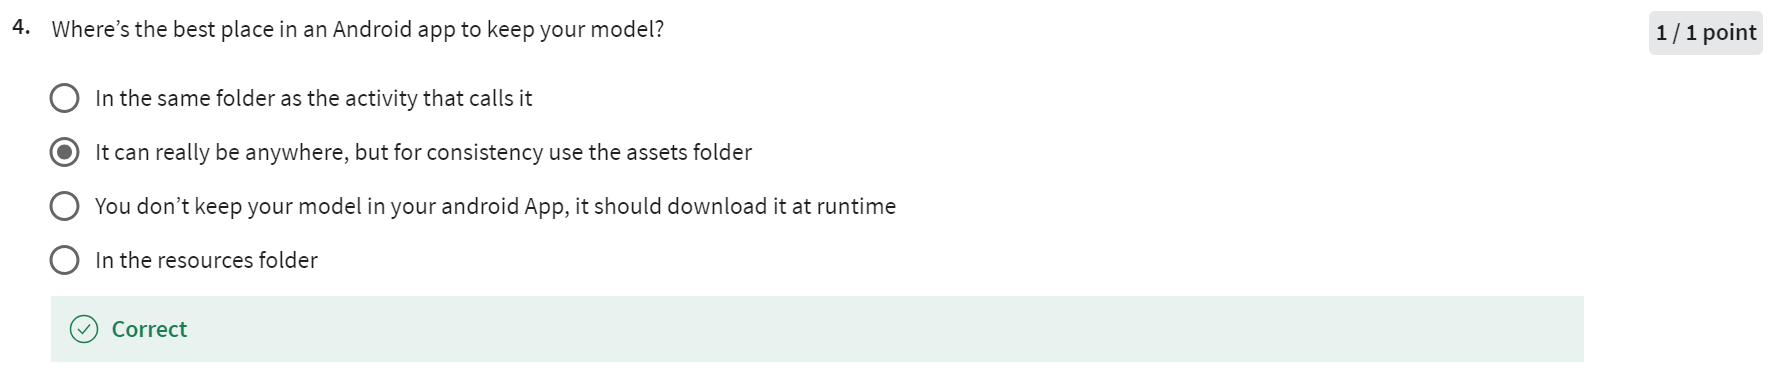 4. Where’s the best place in an Android app to keep your model?
1 / 1 point
In the same folder as the activity that calls it
It can really be anywhere, but for consistency use the assets folder
You don’t keep your model in your android App, it should download it at runtime
In the resources folder
Correct